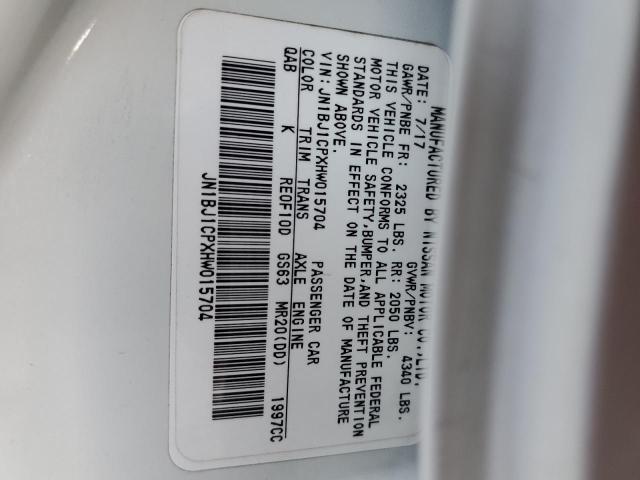 MANUFACTURED BY NISSAN MOTOR CO.,LTD.
DATE: 7/17 GVWR/PNBV: 4340 LBS.
GAWR/PNBE FR: 2325 LBS. RR: 2050 LBS.
THIS VEHICLE CONFORMS TO ALL APPLICABLE FEDERAL
MOTOR VEHICLE SAFETY,BUMPER,AND THEFT PREVENTION
STANDARDS IN EFFECT ON THE DATE OF MANUFACTURE
SHOWN ABOVE.
VIN:JN1BJ1CPXHW015704 PASSENGER CAR
COLOR TRIM TRANS AXLE ENGINE
QAB K RE0F10D GS63 MR20(DD) 1997CC
JN1BJ1CPXHW015704